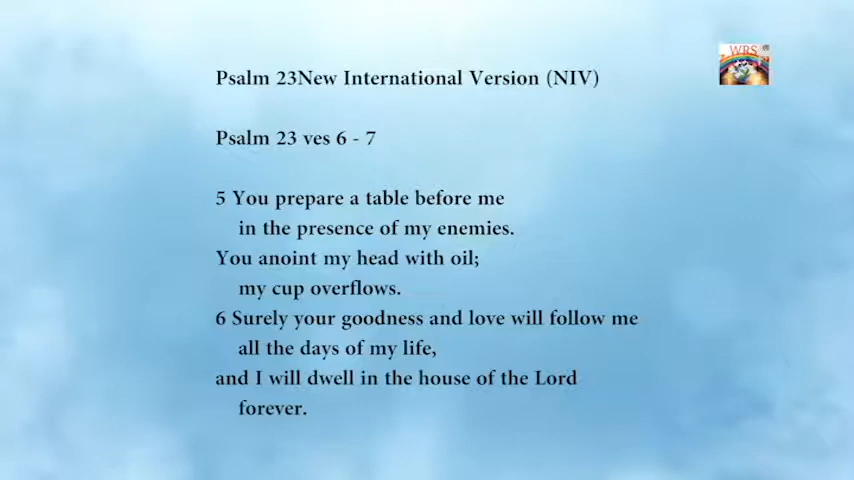 WRS
Psalm 23New International Version (NIV)
Psalm 23 ves 6 - 7
5 You prepare a table before me
in the presence of my enemies.
You anoint my head with oil;
my cup overflows.
6 Surely your goodness and love will follow me
all the days of my life,
and I will dwell in the house of the Lord
forever.